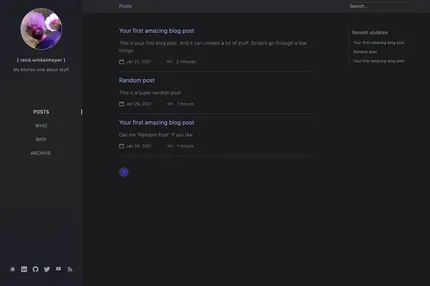 Posts
Search...
{ rené.winkelmeyer }
My kitchen sink about stuff
POSTS
WHO
WHY
ARCHIVE
Your first amazing blog post
This is your first blog post. And it can contain a lot of stuff. So let's go through a few
things.
Jan 27, 2021
2 minutes
Random post
This is a super random post
Jan 26, 2021
1 minute
Your first amazing blog post
Call me "Random Post" if you like
Jan 24, 2021
1 minute
1
Recent updates
Your first amazing blog post
Random post
Your first amazing blog post